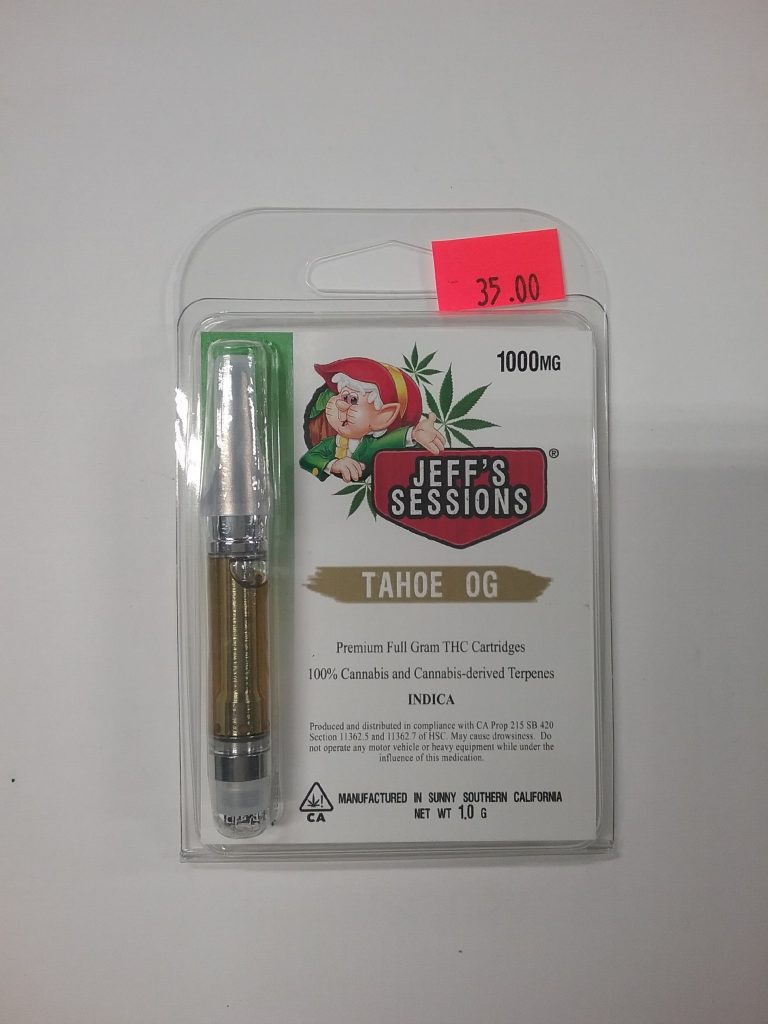 35.00
1000MG
JEFF'S
SESSIONS
®
TAHOE OG
Premium Full Gram THC Cartridges
100% Cannabis and Cannabis-derived Terpenes
INDICA
Produced and distributed in compliance with CA Prop 215 SB 420
Section 11362.5 and 11362.7 of HSC. May cause drowsiness. Do
not operate any motor vehicle or heavy equipment while under the
influence of this medication.
!
CA
MANUFACTURED IN SUNNY SOUTHERN CALIFORNIA
NET WT 1.0 G